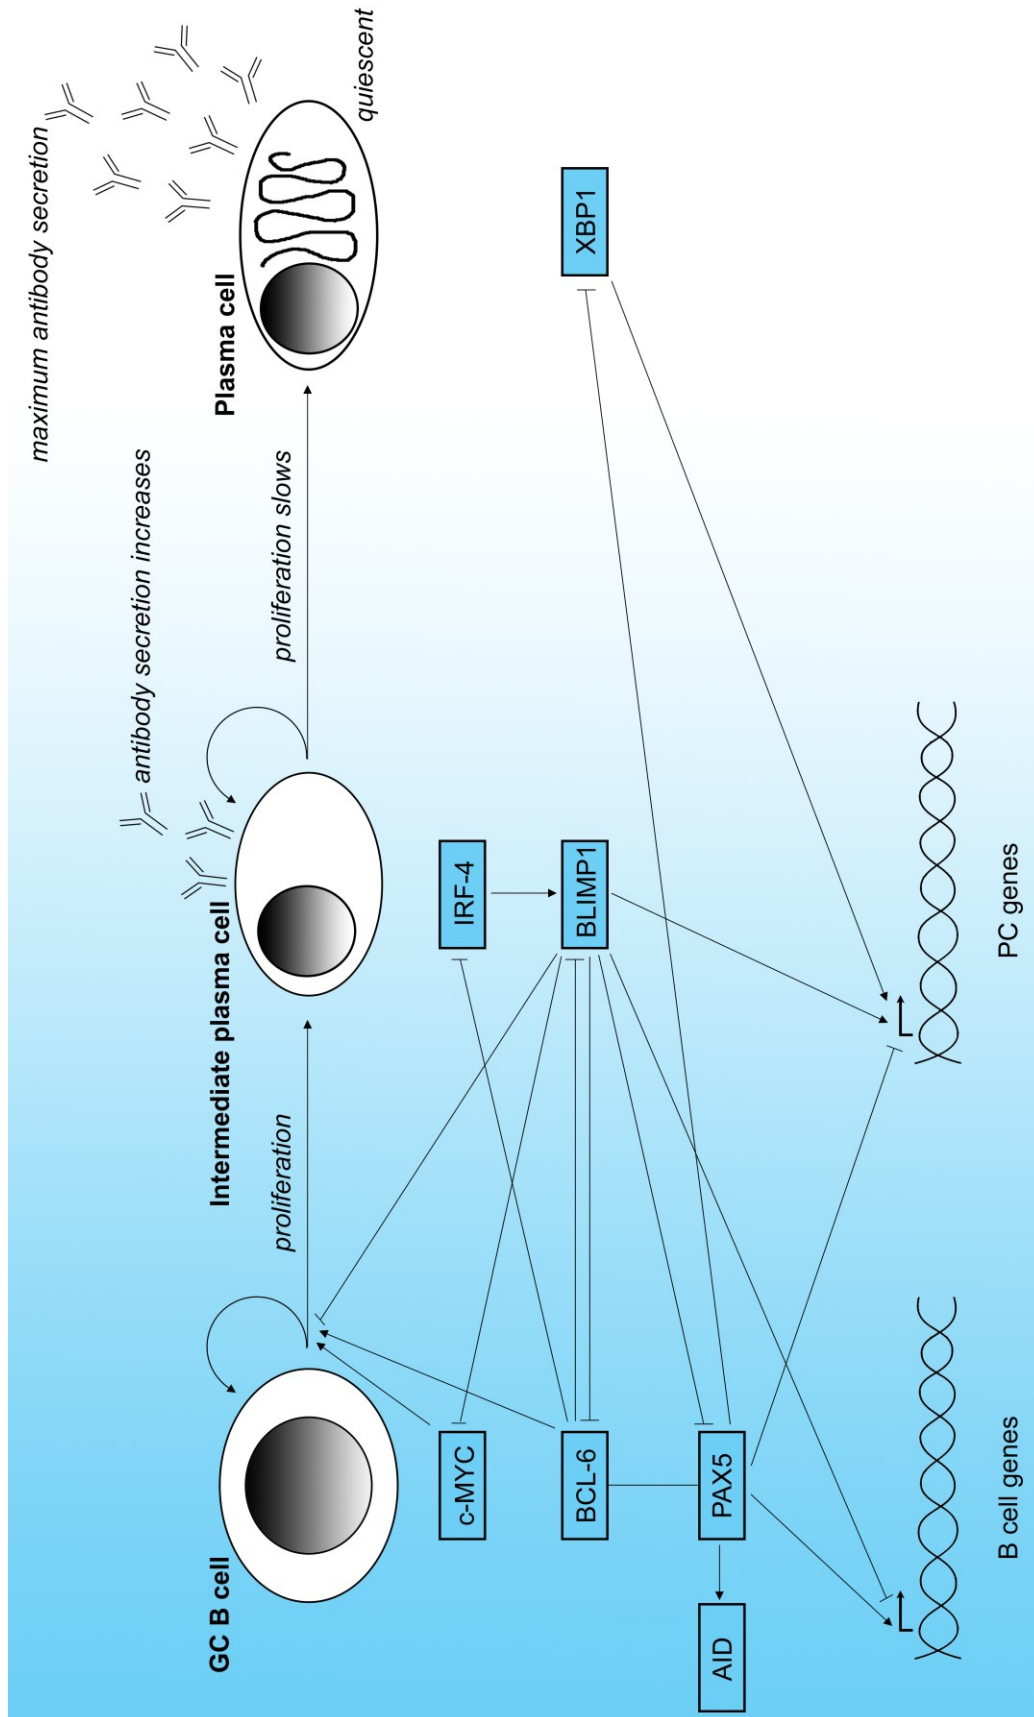 maximum antibody secretion
antibody secretion increases
GC B cell
Intermediate plasma cell
Plasma cell
proliferation
proliferation slows
quiescent
c-MYC
IRF-4
BCL-6
BLIMP1
XBP1
AID
PAX5
B cell genes
PC genes